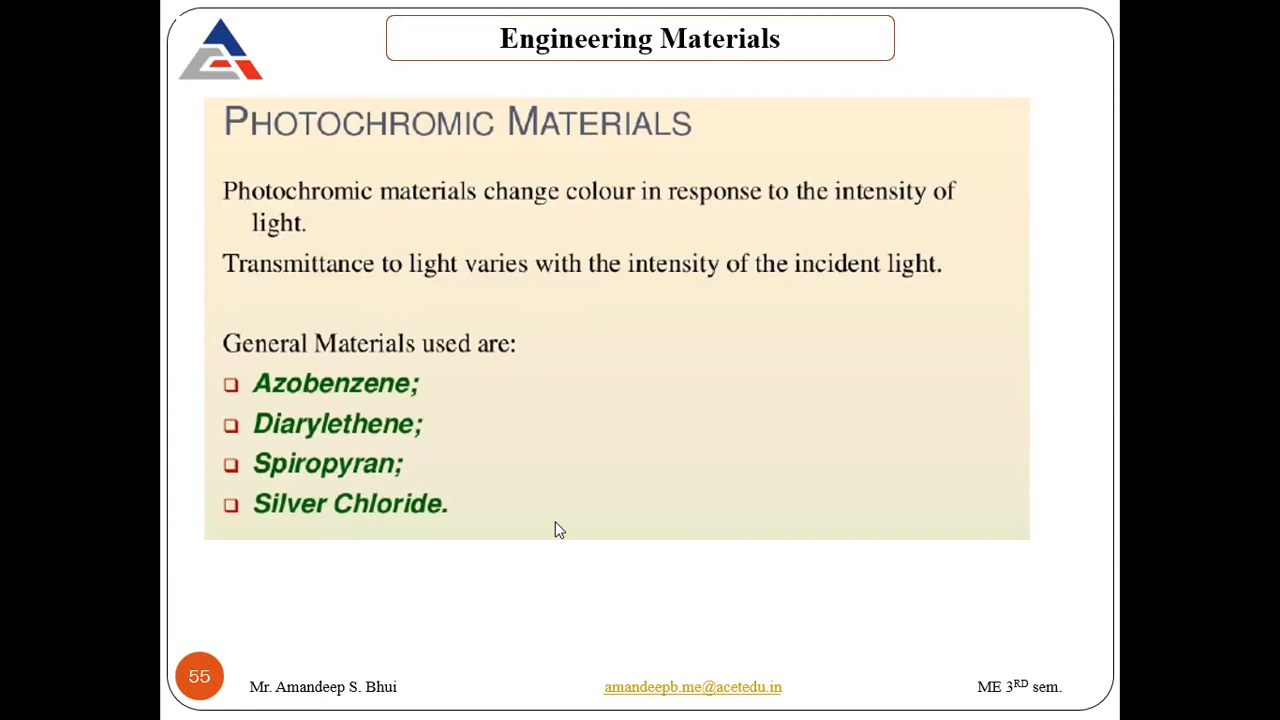 Engineering Materials
PHOTOCHROMIC MATERIALS
Photochromic materials change colour in response to the intensity of
light.
Transmittance to light varies with the intensity of the incident light.
General Materials used are:
Azobenzene;
Diarylethene;
Spiropyran;
Silver Chloride.
55
Mr. Amandeep S. Bhui
amandeepb.me@acetedu.in
ME 3RD sem.